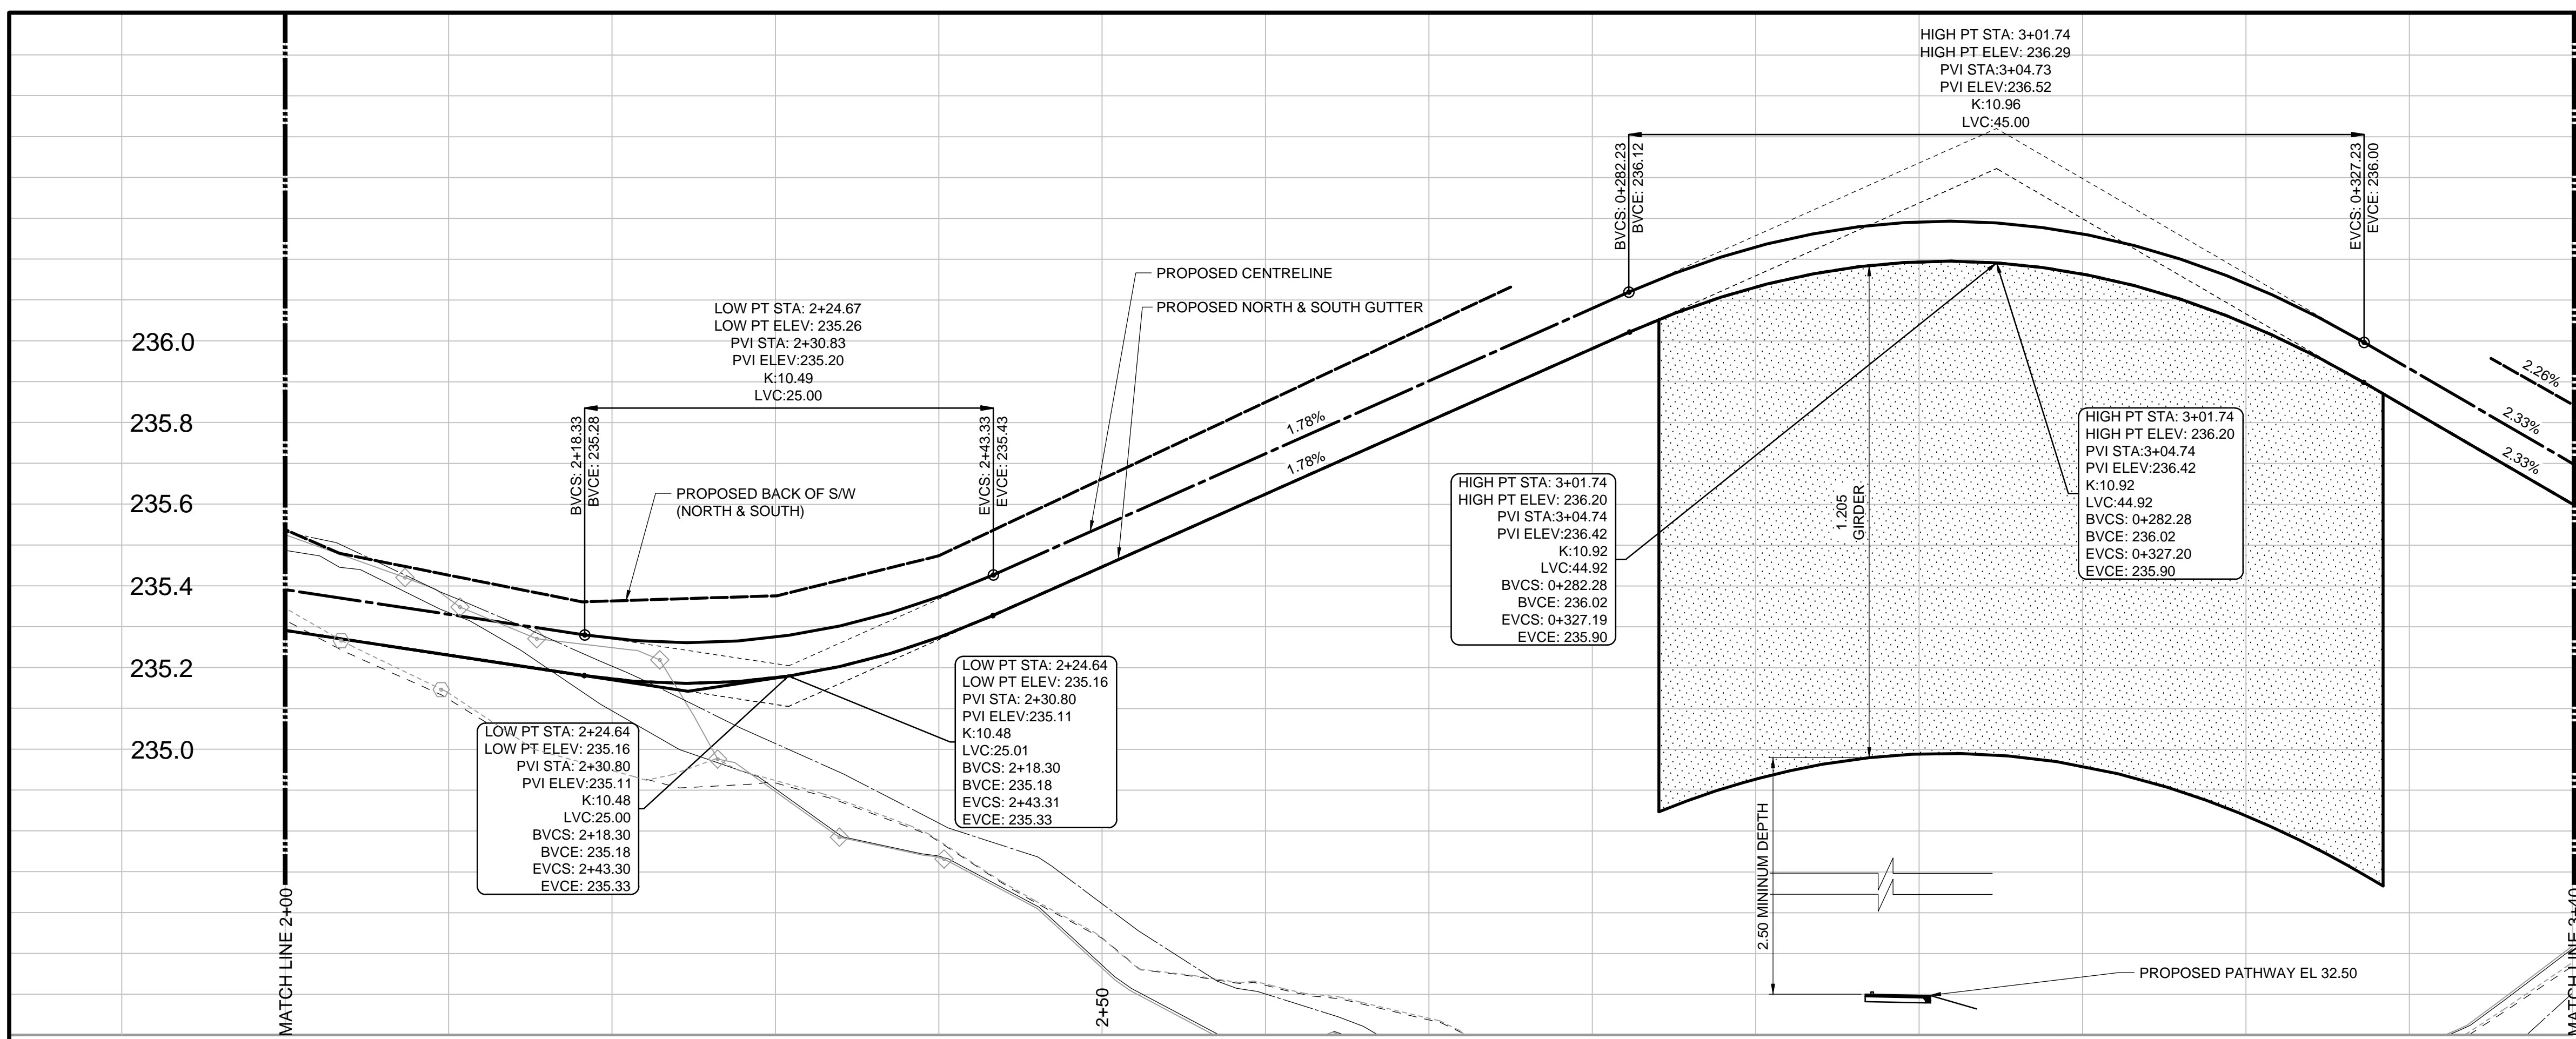 HIGH PT STA: 3+01.74
HIGH PT ELEV: 236.29
PVI STA:3+04.73
PVI ELEV:236.52
K:10.96
LVC:45.00
BVCS: 0+282.23
BVCE: 236.12
EVCS: 0+327.23
EVCE: 236.00
PROPOSED CENTRELINE
PROPOSED NORTH & SOUTH GUTTER
LOW PT STA: 2+24.67
LOW PT ELEV: 235.26
PVI STA: 2+30.83
PVI ELEV:235.20
K:10.49
LVC:25.00
BVCS: 2+18.33
BVCE: 235.28
EVCS: 2+43.33
EVCE: 235.43
236.0
235.8
235.6
235.4
235.2
235.0
PROPOSED BACK OF S/W
(NORTH & SOUTH)
1.78%
1.78%
2.26%
2.33%
2.33%
HIGH PT STA: 3+01.74
HIGH PT ELEV: 236.20
PVI STA:3+04.74
PVI ELEV:236.42
K:10.92
LVC:44.92
BVCS: 0+282.28
BVCE: 236.02
EVCS: 0+327.19
EVCE: 235.90
1.205
GIRDER
HIGH PT STA: 3+01.74
HIGH PT ELEV: 236.20
PVI STA:3+04.74
PVI ELEV:236.42
K:10.92
LVC:44.92
BVCS: 0+282.28
BVCE: 236.02
EVCS: 0+327.20
EVCE: 235.90
LOW PT STA: 2+24.64
LOW PT ELEV: 235.16
PVI STA: 2+30.80
PVI ELEV:235.11
K:10.48
LVC:25.00
BVCS: 2+18.30
BVCE: 235.18
EVCS: 2+43.30
EVCE: 235.33
LOW PT STA: 2+24.64
LOW PT ELEV: 235.16
PVI STA: 2+30.80
PVI ELEV:235.11
K:10.48
LVC:25.01
BVCS: 2+18.30
BVCE: 235.18
EVCS: 2+43.31
EVCE: 235.33
2.50 MININUM DEPTH
PROPOSED PATHWAY EL 32.50
MATCH LINE 2+00
2+50
MATCH LINE 3+40